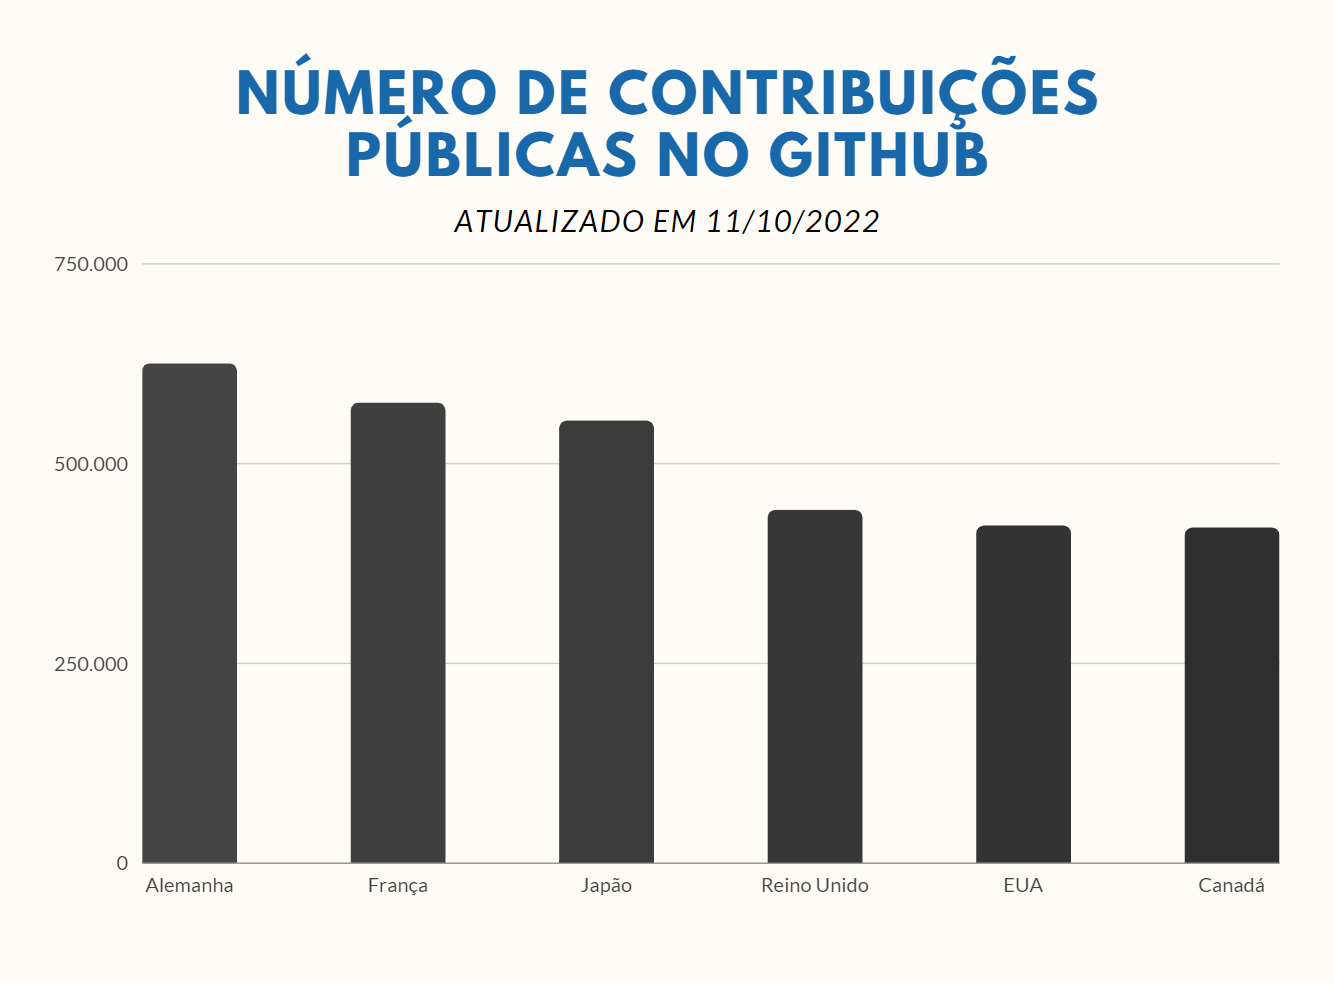 NÚMERO DE CONTRIBUIÇÕES
PÚBLICAS NO GITHUB
ATUALIZADO EM 11/10/2022
750.000
500.000
250.000
0
Alemanha
França
Japão
Reino Unido
EUA
Canadá